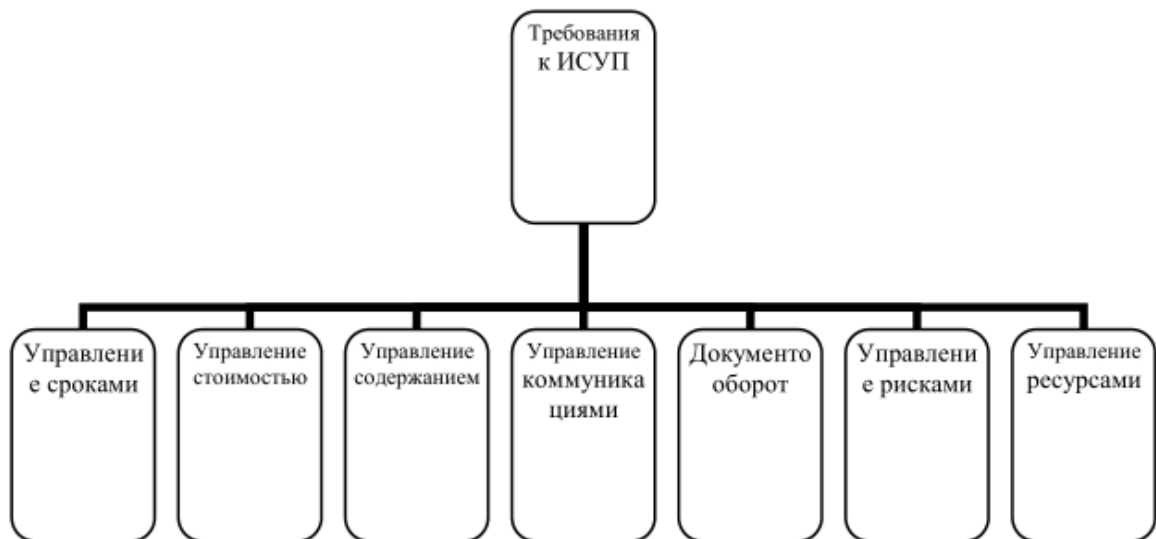 Требования
к ИСУП
Управлени
е сроками
Управление
стоимостью
Управление
содержанием
Управление
коммуника
циями
Документо
оборот
Управлени
е рисками
Управление
ресурсами